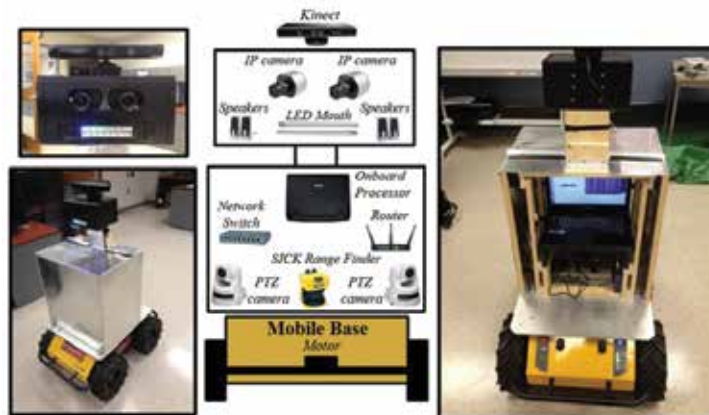 Kinect
IP camera IP camera
Speakers Speakers
LED Mouth
Onboard
Processor
Network
Switch
Router
SICK Range Finder
PTZ
camera
PTZ
camera
Mobile Base
Motor